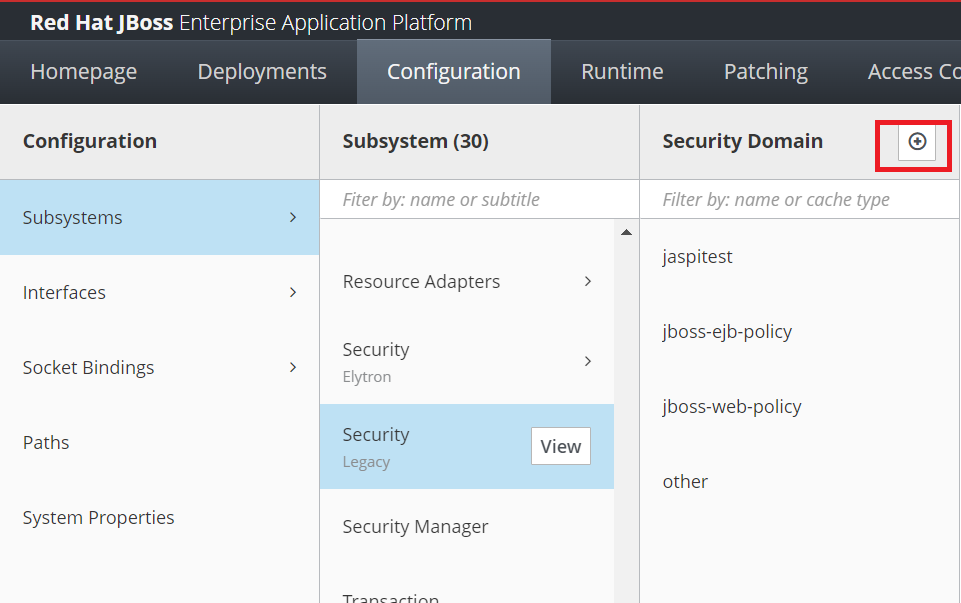 Red Hat JBoss Enterprise Application Platform
Homepage Deployments Configuration Runtime Patching Access Co
Configuration
Subsystems
Interfaces
Socket Bindings
Paths
System Properties
Subsystem (30)
Fiter by: name or subtitle
Resource Adapters
Security
Elytron
Security
Legacy
View
Security Manager
Transaction
Security Domain
Filter by: name or cache type
jaspitest
jboss-ejb-policy
jboss-web-policy
other